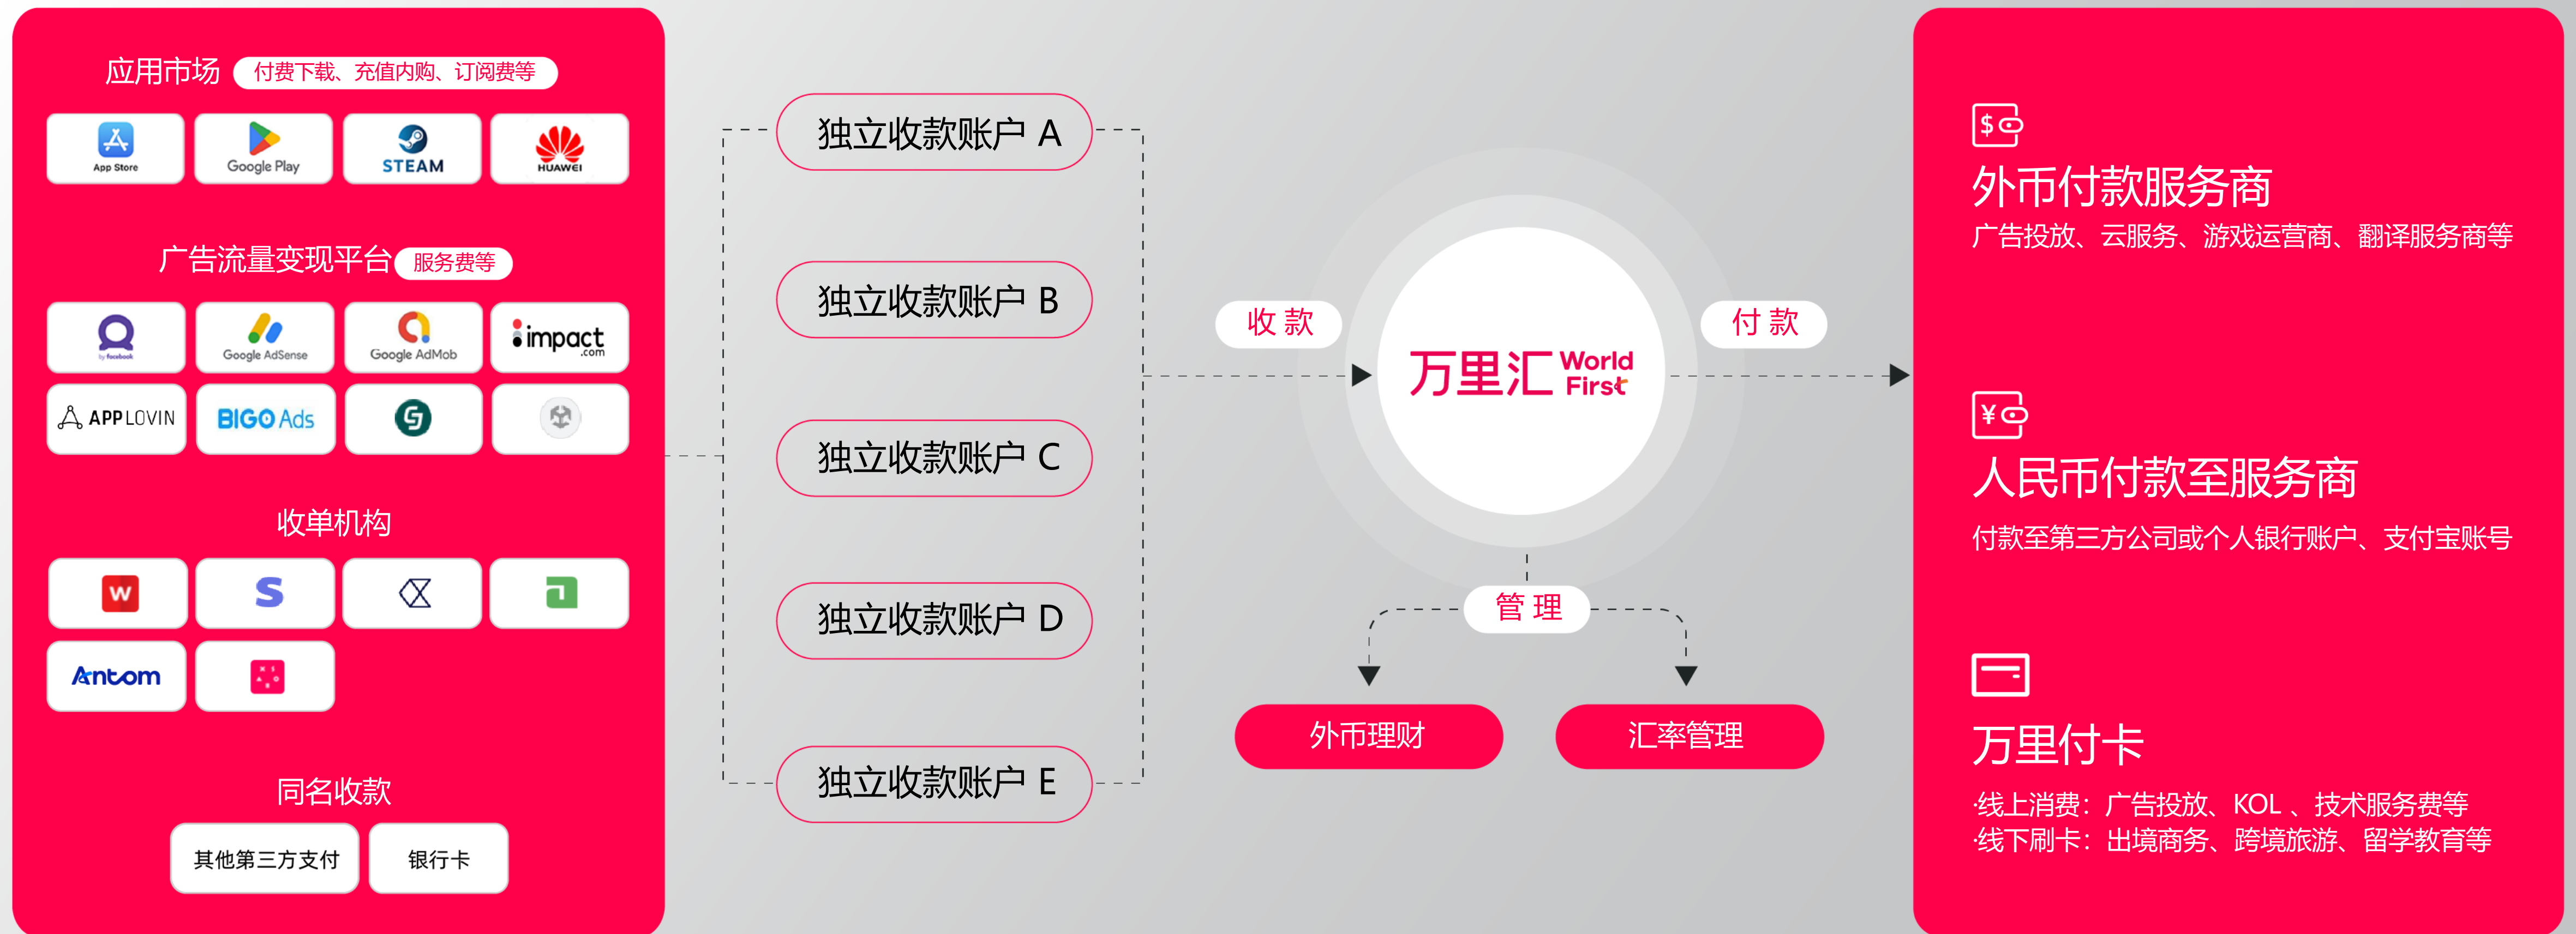 应用市场 付费下载、充值内购、订阅费等
App Store
Google Play
STEAM
HUAWEI
广告流量变现平台 服务费等
by facebook
Google AdSense
Google AdMob
impact
.com
APPLOVIN
BIGO Ads
收单机构
W
S
Antom
同名收款
其他第三方支付
银行卡
独立收款账户 A
独立收款账户 B
独立收款账户 C
独立收款账户 D
独立收款账户 E
收 款
万里汇 World
First
付 款
管 理
外币理财
汇率管理
$
外币付款服务商
广告投放、云服务、游戏运营商、翻译服务商等
¥
人民币付款至服务商
付款至第三方公司或个人银行账户、支付宝账号
万里付卡
·线上消费：广告投放、KOL 、技术服务费等
·线下刷卡：出境商务、跨境旅游、留学教育等